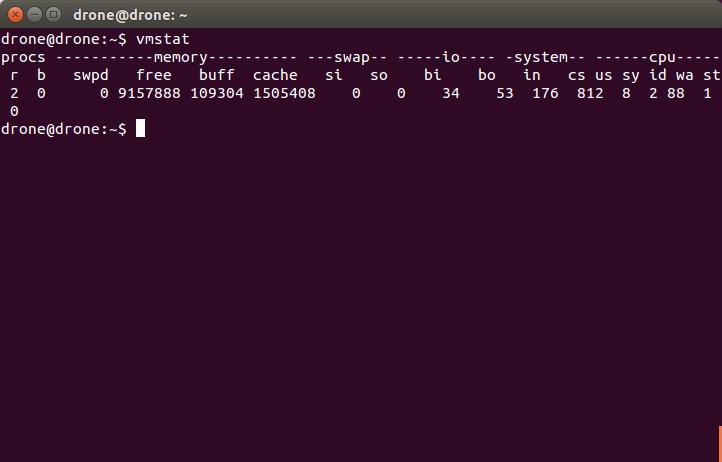 drone@drone: ~
drone@drone:~$ vmstat
procs -----------memory---------- ---swap-- -----io---- -system-- ------cpu-----
 r  b   swpd   free   buff  cache   si   so    bi    bo   in   cs us sy id wa st
 2  0      0 9157888 109304 1505408    0    0    34    53  176  812  8  2 88  1
 0
drone@drone:~$